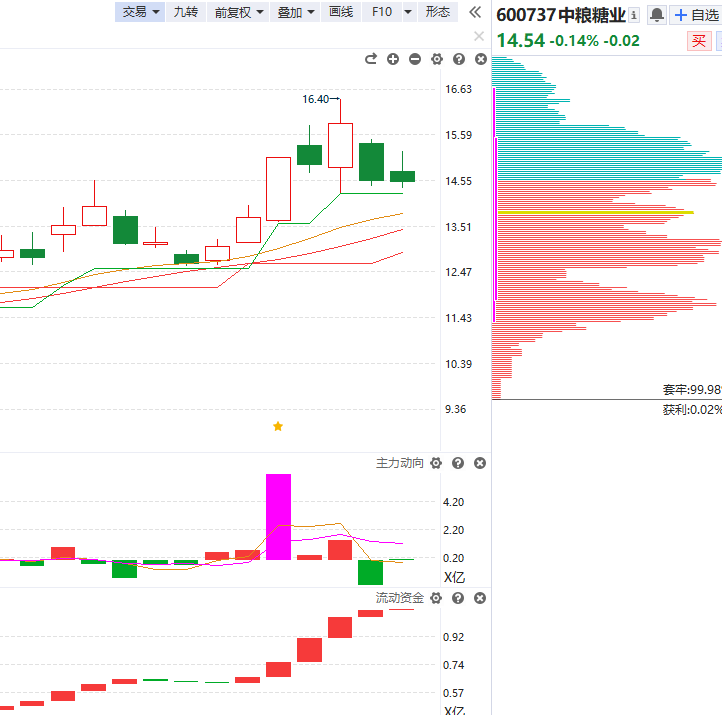 交易 九转 前复权 叠加 画线 F10 形态
600737 中粮糖业 自选
14.54 -0.14% -0.02 买
16.63
16.40
15.59
14.55
13.51
12.47
11.43
10.39
9.36
套牢:99.98%
获利:0.02%
主力动向
4.20
2.20
0.20
X亿
流动资金
0.92
0.74
0.57
X亿